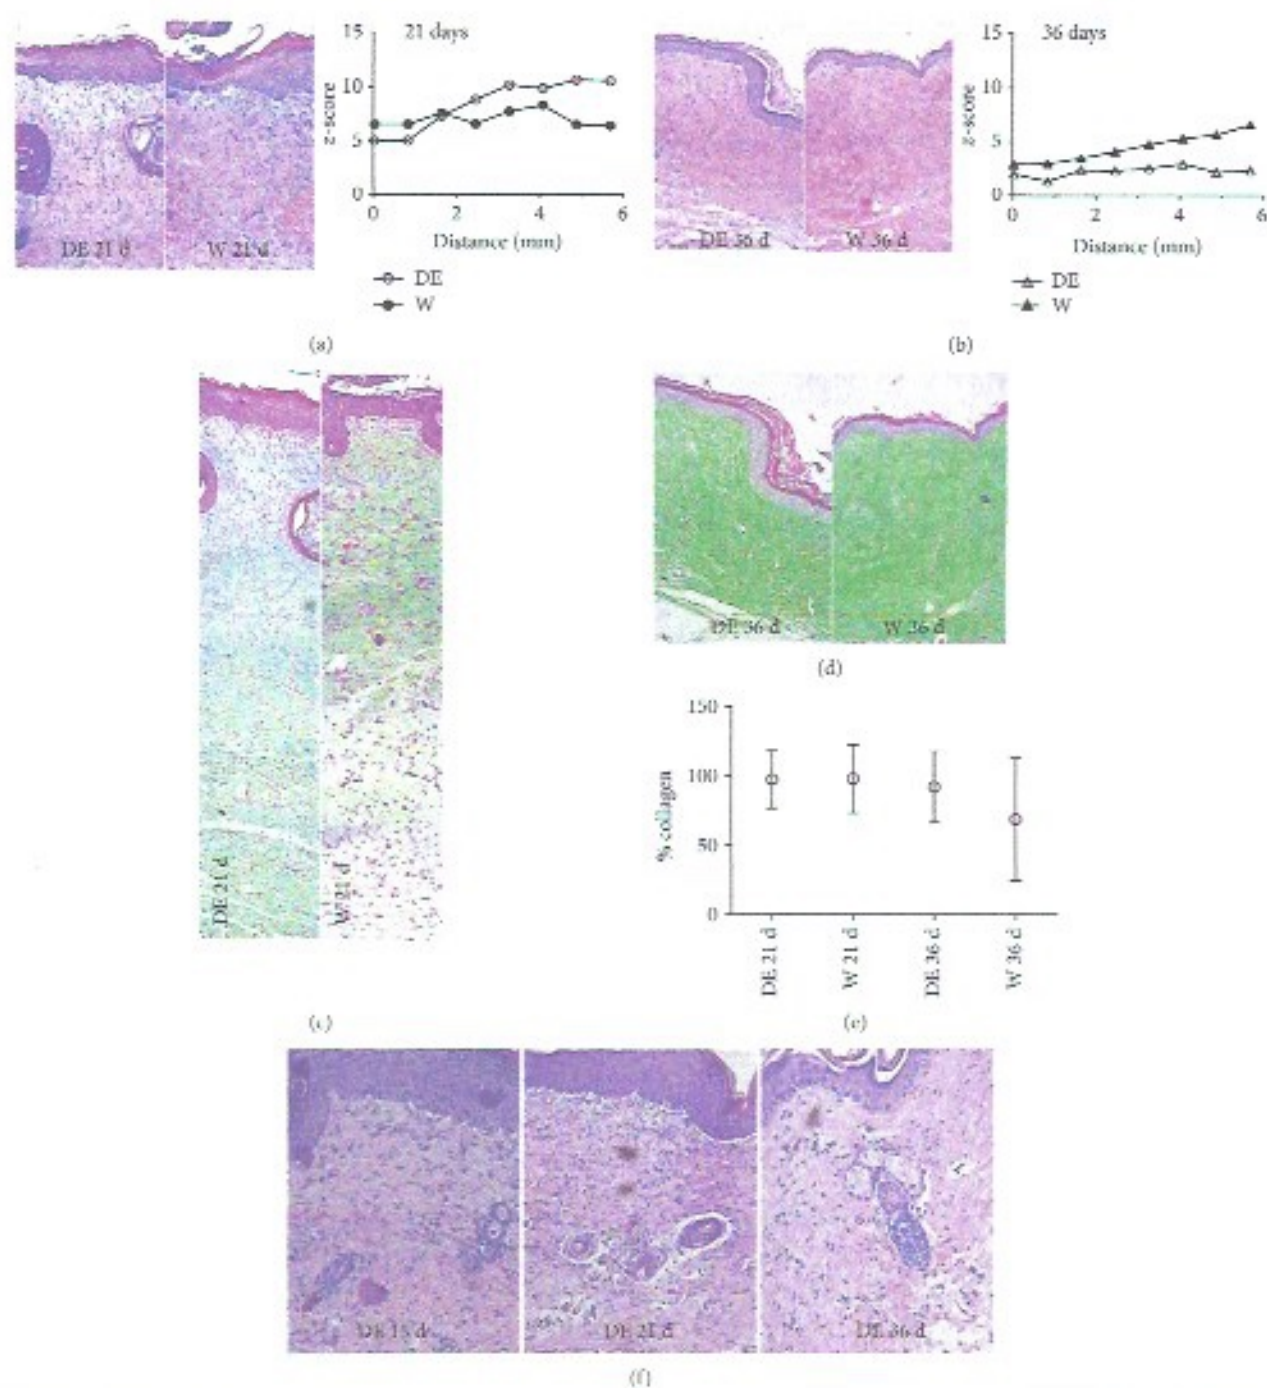 15
21 days
10
z-score
5
0
0 2 4 6
Distance (mm)
DE
W
DE 21 d
W 21 d
(a)
15
36 days
10
z-score
5
0
0 2 4 6
Distance (mm)
DE
W
DE 36 d
W 36 d
(b)
DE 21 d
W 21 d
(c)
DE 36 d
W 36 d
(d)
150
100
50
0
% collagen
DE 21 d
W 21 d
DE 36 d
W 36 d
(e)
DE 15 d
DE 21 d
DE 36 d
(f)